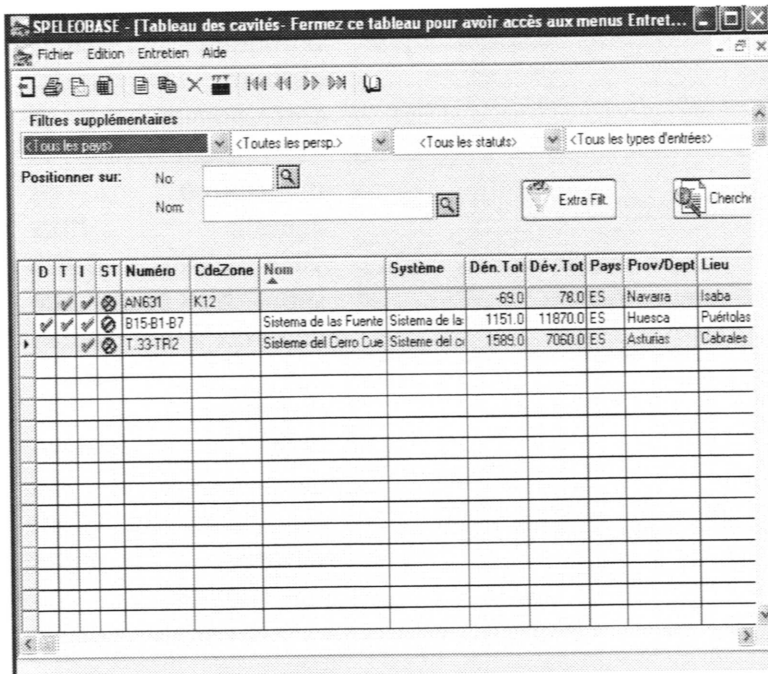 SPELEOBASE - [Tableau des cavités- Fermez ce tableau pour avoir accès aux menus Entret...
Fichier Edition Entretien Aide
Filtres supplémentaires
<Tous les pays> <Toutes les persp.> <Tous les statuts> <Tous les types d'entrées>
Positionner sur: No:
Nom: Extra Filt. Cherche
D T I ST Numéro CdeZone Nom Système Dén.Tot Dév.Tot Pays Prov/Dept Lieu
AN631 K12 -69.0 78.0 ES Navarra Isaba
B15-B1-B7 Sistema de las Fuente Sistema de la 1151.0 11870.0 ES Huesca Puértolas
T.33-TR2 Sisteme del Cerro Cue Sisteme del c 1589.0 7060.0 ES Asturias Cabrales